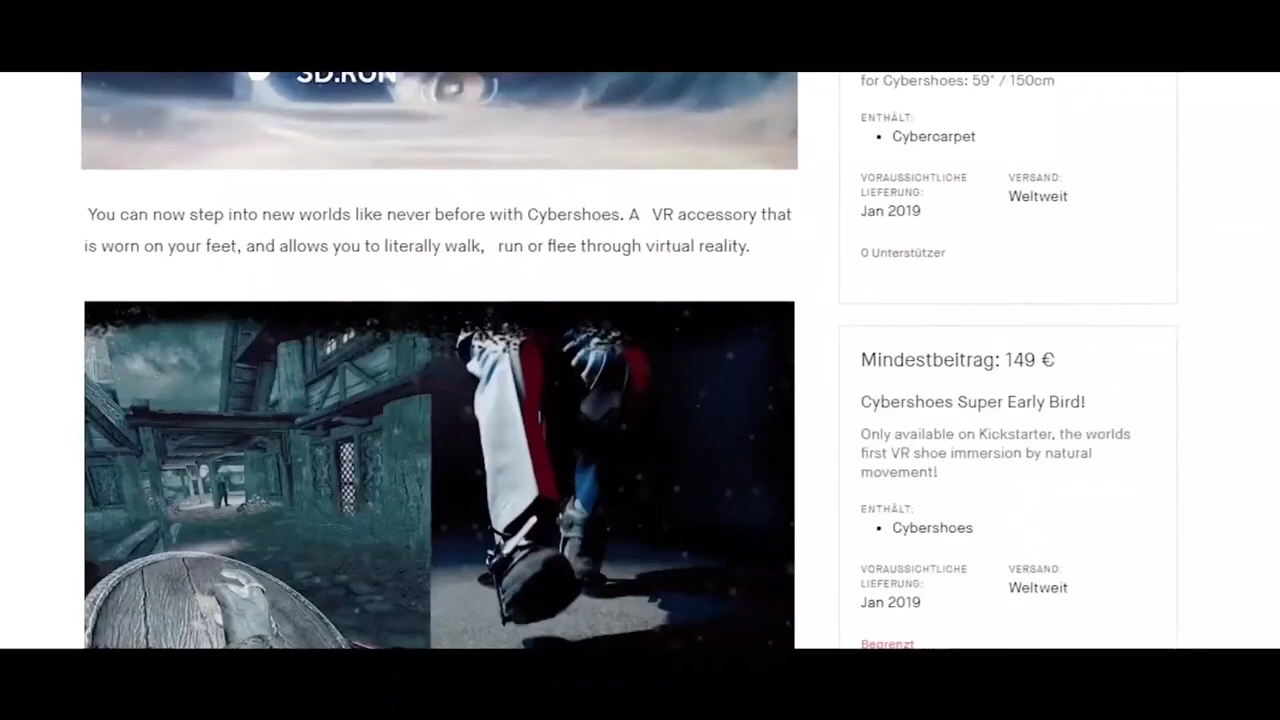 3D.RUN
You can now step into new worlds like never before with Cybershoes. A VR accessory that
is worn on your feet, and allows you to literally walk, run or flee through virtual reality.
for Cybershoes: 59" / 150cm
ENTHÄLT:
• Cybercarpet
VORAUSSICHTLICHE
LIEFERUNG:
Jan 2019
VERSAND:
Weltweit
0 Unterstützer
Mindestbeitrag: 149 €
Cybershoes Super Early Bird!
Only available on Kickstarter, the worlds
first VR shoe immersion by natural
movement!
ENTHÄLT:
• Cybershoes
VORAUSSICHTLICHE
LIEFERUNG:
Jan 2019
VERSAND:
Weltweit
Begrenzt